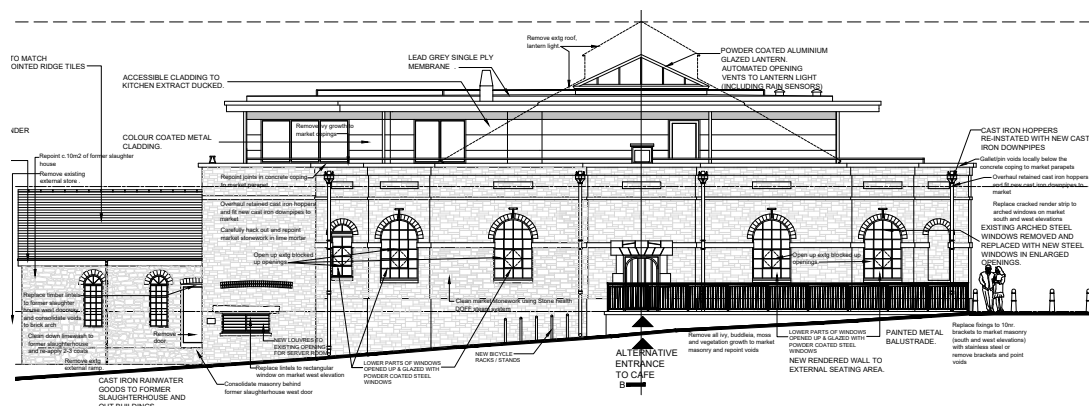 TO MATCH
OINTED RIDGE TILES
ACCESSIBLE CLADDING TO
KITCHEN EXTRACT DUCKED.
LEAD GREY SINGLE PLY
MEMBRANE .
Remove extg roof,
lantern light.
POWDER COATED ALUMINIUM
GLAZED LANTERN.
AUTOMATED OPENING
VENTS TO LANTERN LIGHT
(INCLUDING RAIN SENSORS)
NDER
COLOUR COATED METAL
CLADDING.
Remove ivy growth to
market copings
CAST IRON HOPPERS
RE-INSTATED WITH NEW CAST
IRON DOWNPIPES
Repoint c.10m2 of former slaughter
house
Remove existing
external store .
Repoint joints in concrete coping
to market parapet
Overhaul retained cast iron hoppers
and fit new cast iron downpipes to
market
Carefully hack out and repoint
market stonework in lime mortar
Open up extg blocked
up openings
Gallet/pin voids locally below the
concrete coping to market parapets
Overhaul retained cast iron hoppers
and fit new cast iron downpipes to
market
Replace cracked render strip to
arched windows on market
south and west elevations
EXISTING ARCHED STEEL
WINDOWS REMOVED AND
REPLACED WITH NEW STEEL
WINDOWS IN ENLARGED
OPENINGS.
Open up extg blocked up
openings
Replace timber lintels
to former slaughter
house west doorway
and consolidate voids
to brick arch
Clean down limewash to
former slaughterhouse
and re-apply 2-3 coats
Remove extg
external ramp.
Remove
door.
Clean market stonework using Stone health
DOFF steam system
NEW LOUVRES TO
EXISTING OPENING
FOR SERVER ROOM
Replace lintels to rectangular
window on market west elevation
Consolidate masonry behind
former slaughterhouse west door
CAST IRON RAINWATER
GOODS TO FORMER
SLAUGHTERHOUSE AND
OUT BUILDINGS
LOWER PARTS OF WINDOWS
OPENED UP & GLAZED WITH
POWDER COATED STEEL
WINDOWS
NEW BICYCLE
RACKS / STANDS
ALTERNATIVE
ENTRANCE
TO CAFE
B
Remove all ivy, buddleia, moss
and vegetation growth to market
masonry and repoint voids
NEW RENDERED WALL TO
EXTERNAL SEATING AREA.
LOWER PARTS OF WINDOWS
OPENED UP & GLAZED WITH
POWDER COATED STEEL
WINDOWS
PAINTED METAL
BALUSTRADE.
Replace fixings to 10nr.
brackets to market masonry
(south and west elevations)
with stainless steel or
remove brackets and point
voids